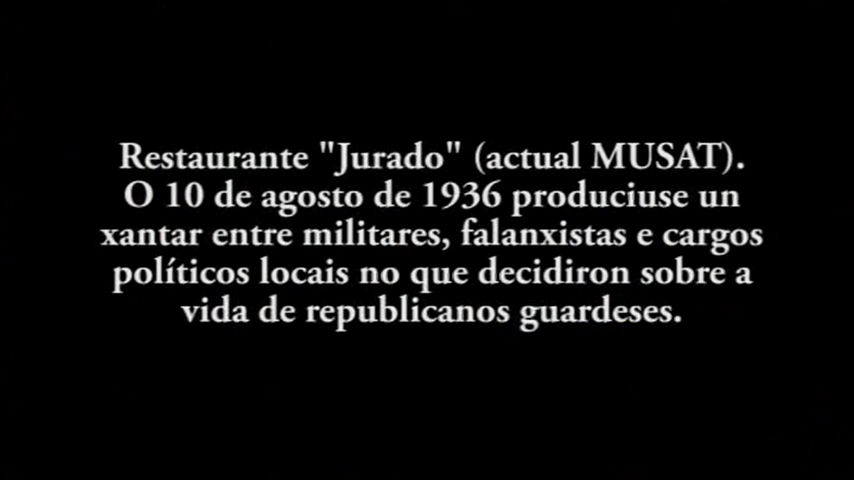 Restaurante "Jurado" (actual MUSAT).
O 10 de agosto de 1936 produciuse un
xantar entre militares, falanxistas e cargos
políticos locais no que decidiron sobre a
vida de republicanos guardeses.